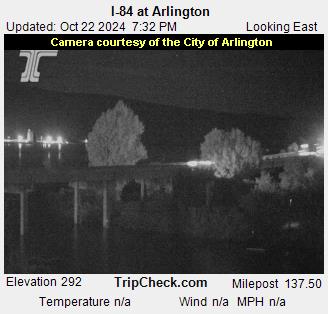 I-84 at Arlington
Updated: Oct 22 2024 7:32 PM Looking East
Camera courtesy of the City of Arlington
Elevation 292 TripCheck.com Milepost 137.50
Temperature n/a Wind n/a MPH n/a